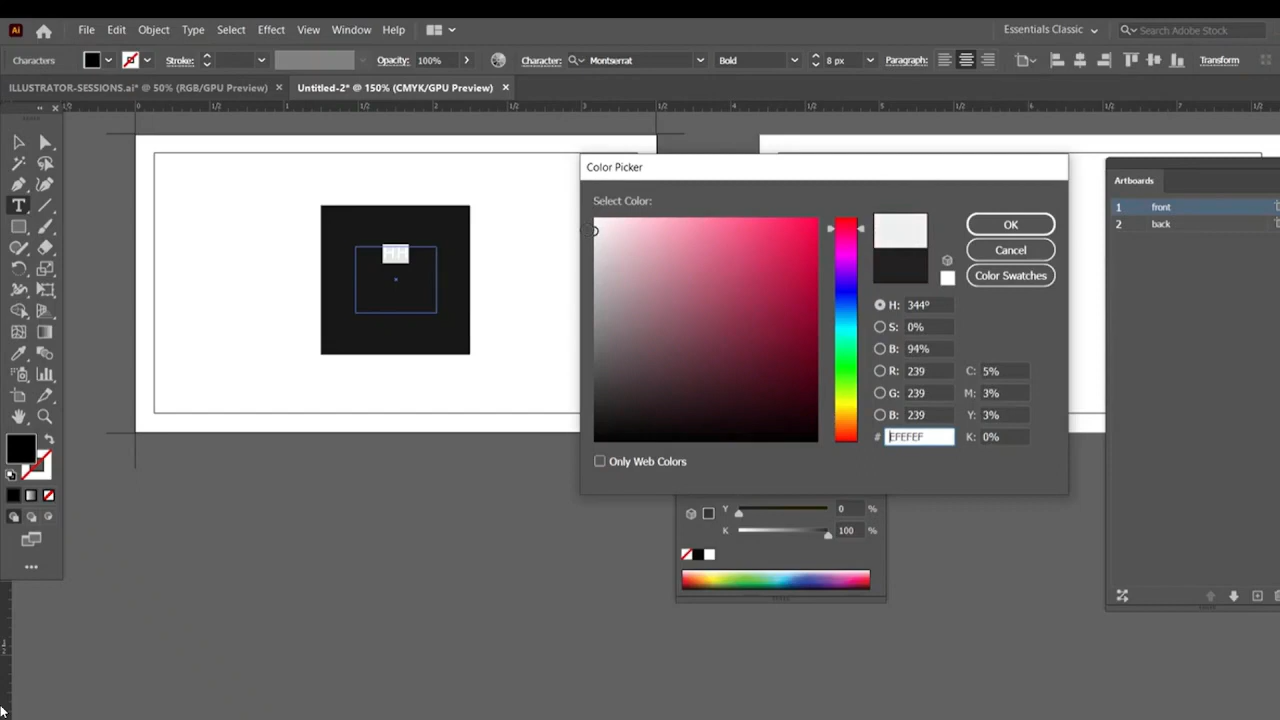 Ai File Edit Object Type Select Effect View Window Help Essentials Classic Search Adobe Stock
Characters Stroke: Opacity: 100% Character: Montserrat Bold 8 px Paragraph: Transform
ILLUSTRATOR-SESSIONS.ai* @ 50% (RGB/GPU Preview) × Untitled-2* @ 150% (CMYK/GPU Preview) ×
Color Picker
Select Color:
OK
Cancel
Color Swatches
H: 344º
S: 0%
B: 94%
R: 239 C: 5%
G: 239 M: 3%
B: 239 Y: 3%
# EFEFEF K: 0%
Only Web Colors
Y 0 %
K 100 %
Artboards
1 front
2 back